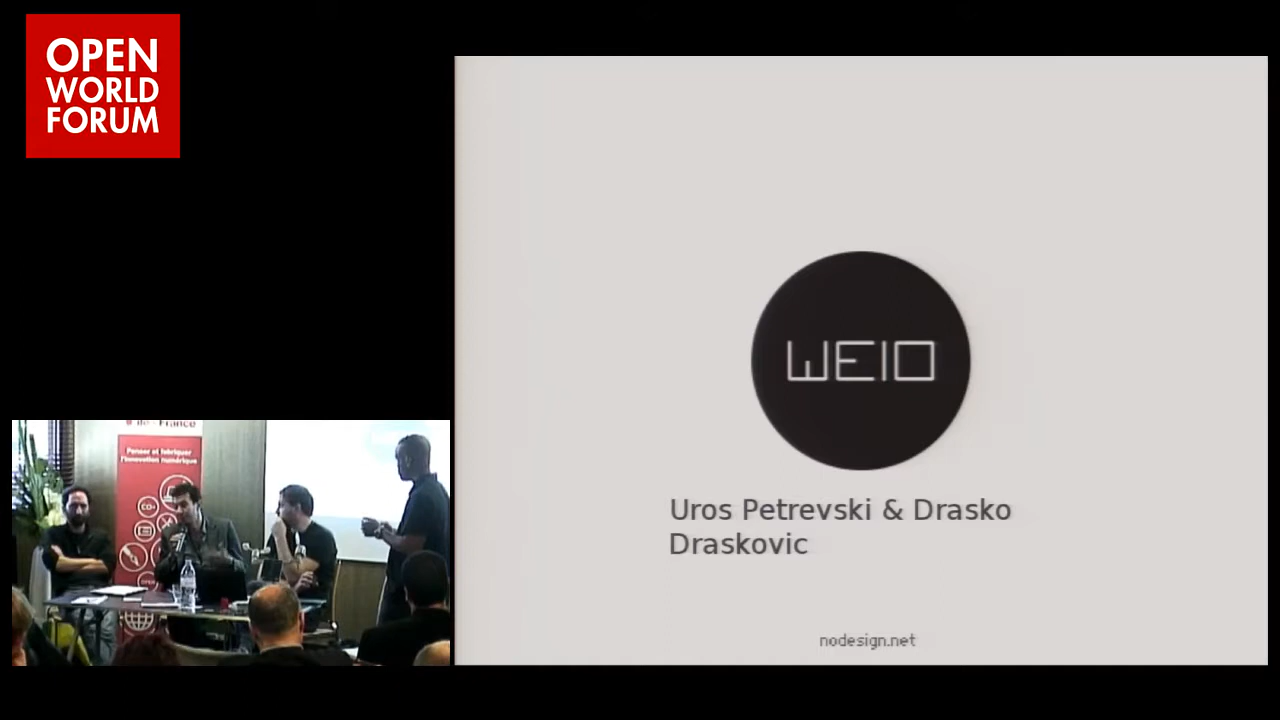 OPEN
WORLD
FORUM
WEIO
Uros Petrevski & Drasko
Draskovic
nodesign.net
Penser et fabriquer
l'innovation numérique